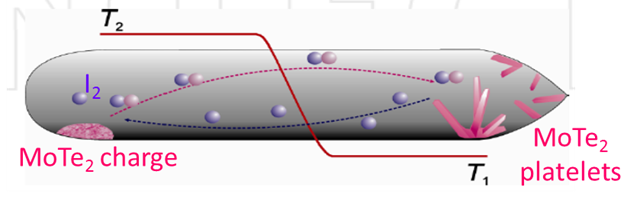 T₂
I₂
MoTe₂ charge
T₁
MoTe₂
platelets